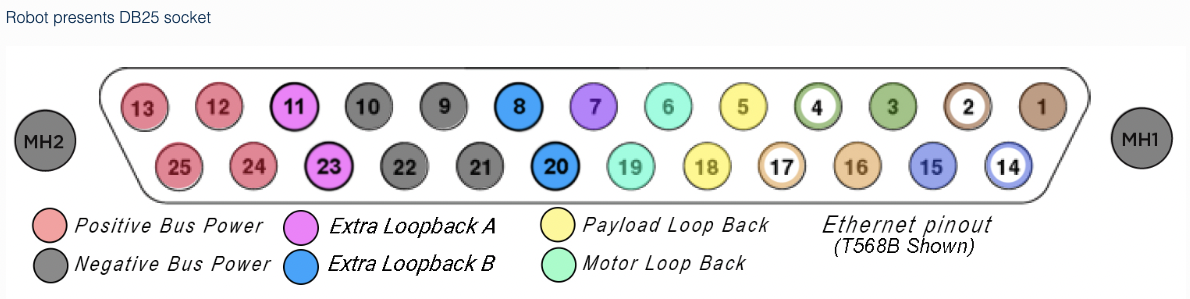 Robot presents DB25 socket
13 12 11 10 9 8 7 6 5 4 3 2 1
MH2 MH1
25 24 23 22 21 20 19 18 17 16 15 14
Positive Bus Power Extra Loopback A Payload Loop Back Ethernet pinout
(T568B Shown)
Negative Bus Power Extra Loopback B Motor Loop Back